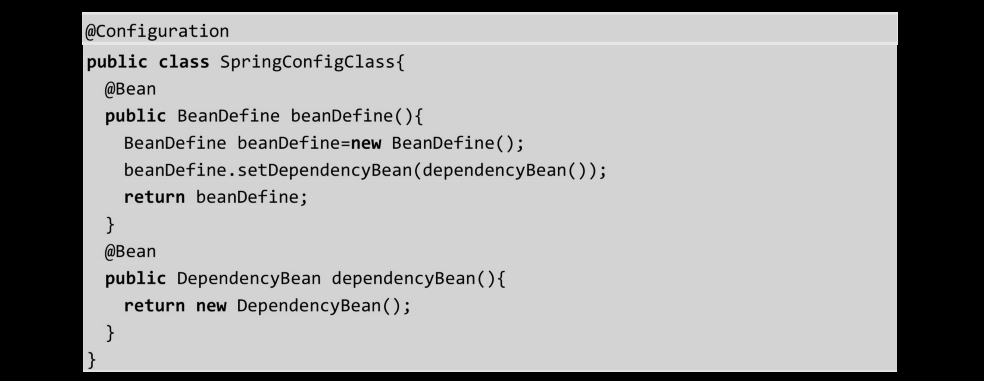 @Configuration
public class SpringConfigClass{
@Bean
public BeanDefine beanDefine(){
BeanDefine beanDefine=new BeanDefine();
beanDefine.setDependencyBean(dependencyBean());
return beanDefine;
}
@Bean
public DependencyBean dependencyBean(){
return new DependencyBean();
}
}